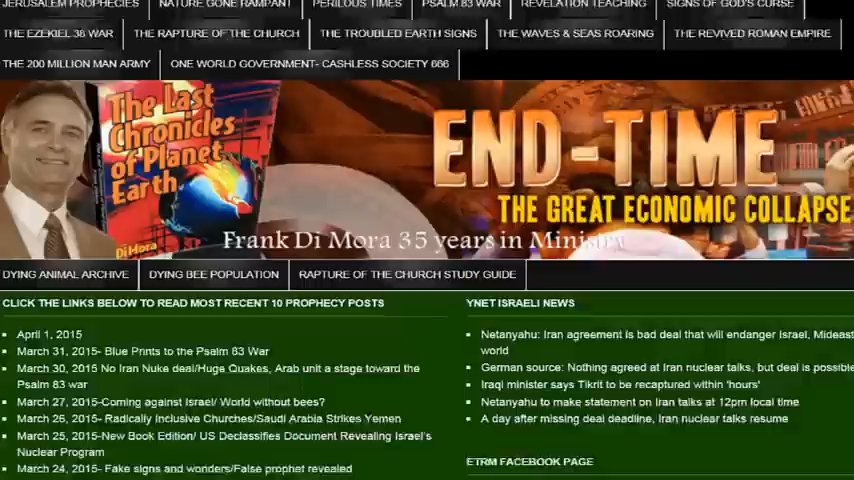 JERUSALEM PROPHECIES NATURE GONE RAMPANT PERILOUS TIMES PSALM 83 WAR REVELATION TEACHING SIGNS OF GOD'S CURSE
THE EZEKIEL 38 WAR THE RAPTURE OF THE CHURCH THE TROUBLED EARTH SIGNS THE WAVES & SEAS ROARING THE REVIVED ROMAN EMPIRE
THE 200 MILLION MAN ARMY ONE WORLD GOVERNMENT- CASHLESS SOCIETY 666
The Last
Chronicles
of Planet
Earth
Di Mora
END-TIME
THE GREAT ECONOMIC COLLAPSE
Frank Di Mora 35 years in Ministry
DYING ANIMAL ARCHIVE DYING BEE POPULATION RAPTURE OF THE CHURCH STUDY GUIDE
CLICK THE LINKS BELOW TO READ MOST RECENT 10 PROPHECY POSTS
April 1, 2015
March 31, 2015- Blue Prints to the Psalm 83 War
March 30, 2015 No Iran Nuke deal/Huge Quakes, Arab unit a stage toward the
Psalm 83 war
March 27, 2015-Coming against Israel/ World without bees?
March 26, 2015- Radically Inclusive Churches/Saudi Arabia Strikes Yemen
March 25, 2015-New Book Edition/ US Declassifies Document Revealing Israel's
Nuclear Program
March 24, 2015- Fake signs and wonders/False prophet revealed
YNET ISRAELI NEWS
Netanyahu: Iran agreement is bad deal that will endanger Israel, Mideast
world
German source: Nothing agreed at Iran nuclear talks, but deal is possible
Iraqi minister says Tikrit to be recaptured within 'hours'
Netanyahu to make statement on Iran talks at 12pm local time
A day after missing deal deadline, Iran nuclear talks resume
ETRM FACEBOOK PAGE